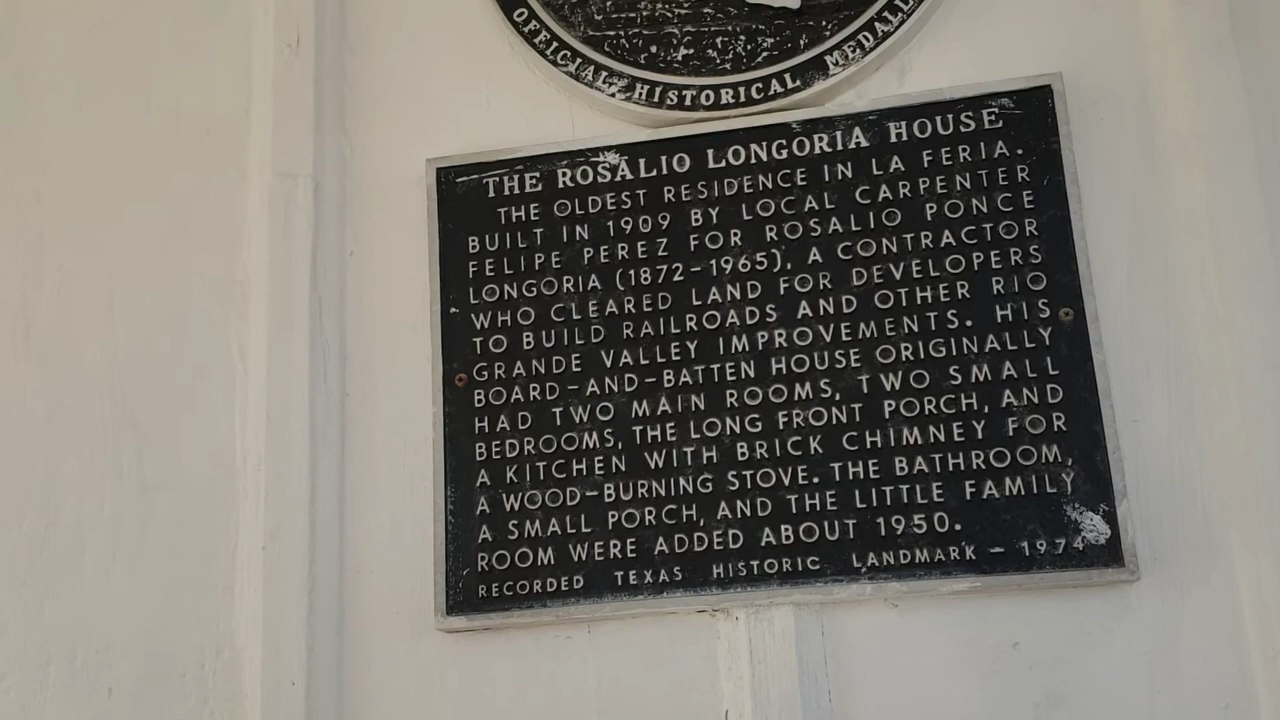 OFFICIAL HISTORICAL MEDALL
THE ROSALIO LONGORIA HOUSE
THE OLDEST RESIDENCE IN LA FERIA.
BUILT IN 1909 BY LOCAL CARPENTER
FELIPE PEREZ FOR ROSALIO PONCE
LONGORIA (1872-1965), A CONTRACTOR
WHO CLEARED LAND FOR DEVELOPERS
TO BUILD RAILROADS AND OTHER RIO
GRANDE VALLEY IMPROVEMENTS. HIS
BOARD-AND-BATTEN HOUSE ORIGINALLY
HAD TWO MAIN ROOMS, TWO SMALL
BEDROOMS, THE LONG FRONT PORCH, AND
A KITCHEN WITH BRICK CHIMNEY FOR
A WOOD-BURNING STOVE. THE BATHROOM,
A SMALL PORCH, AND THE LITTLE FAMILY
ROOM WERE ADDED ABOUT 1950.
RECORDED TEXAS HISTORIC LANDMARK - 1974